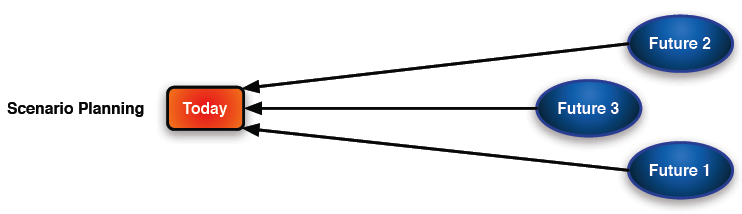 Future 2
Scenario Planning
Today
Future 3
Future 1